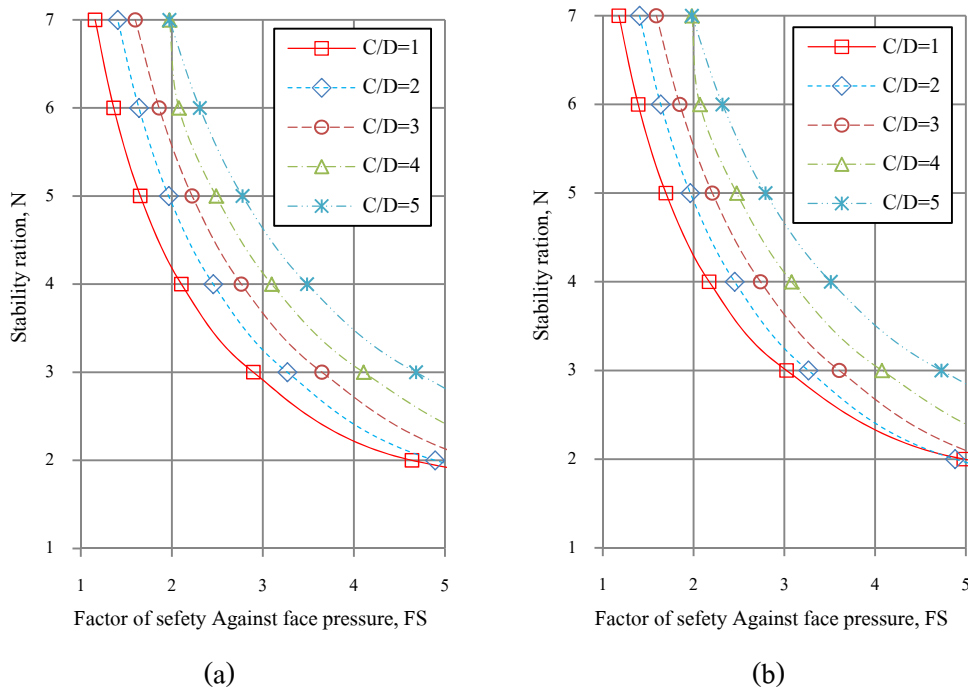 7
6
5
4
3
2
1
Stability ration, N
1 2 3 4 5
Factor of sefety Against face pressure, FS
C/D=1
C/D=2
C/D=3
C/D=4
C/D=5
(a)
7
6
5
4
3
2
1
Stability ration, N
1 2 3 4 5
Factor of sefety Against face pressure, FS
C/D=1
C/D=2
C/D=3
C/D=4
C/D=5
(b)